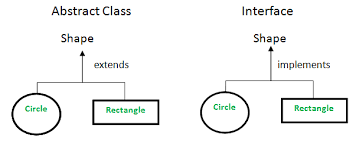 Abstract Class
Interface
Shape
Shape
extends
implements
Circle
Rectangle
Circle
Rectangle